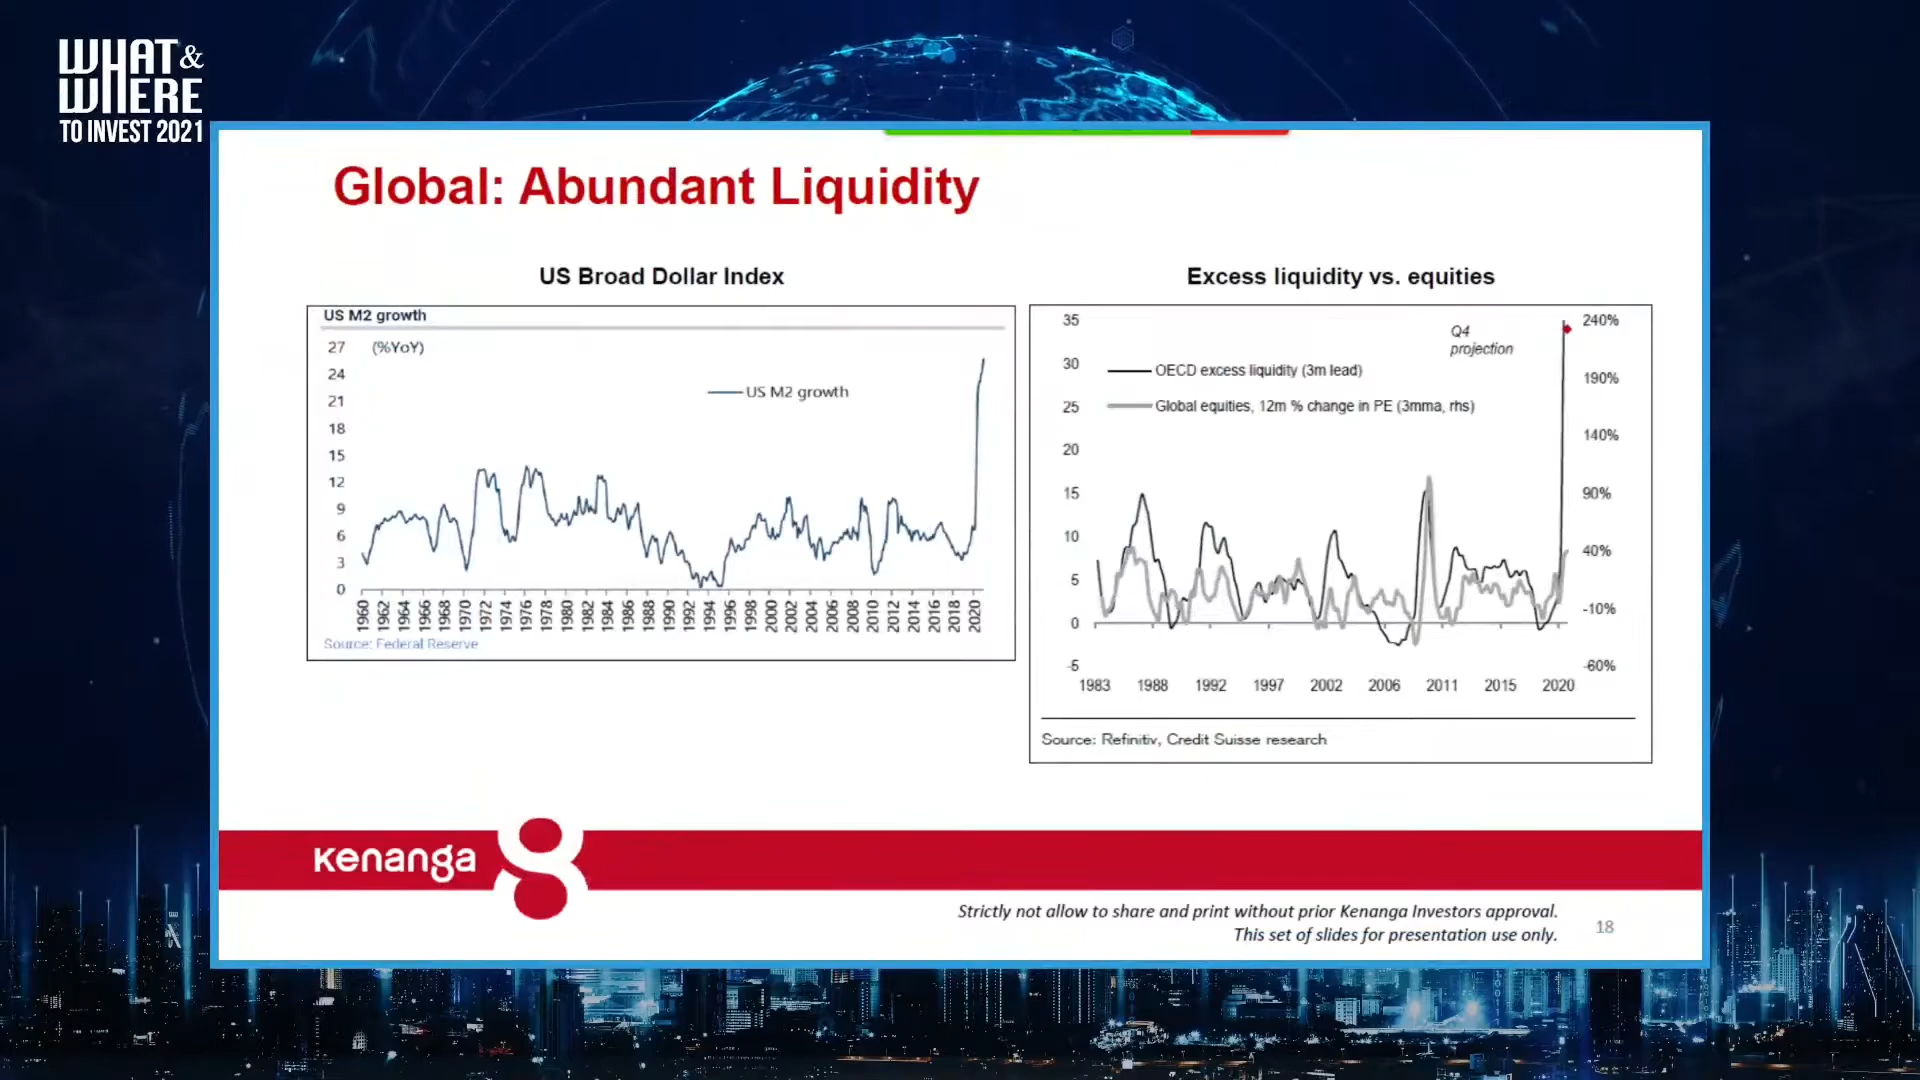 WHAT &
WHERE
TO INVEST 2021
Global: Abundant Liquidity
US Broad Dollar Index
US M2 growth
27 (%YoY)
24
21
18
15
12
9
6
3
0
US M2 growth
1960 1962 1964 1966 1968 1970 1972 1974 1976 1978 1980 1982 1984 1986 1988 1990 1992 1994 1996 1998 2000 2002 2004 2006 2008 2010 2012 2014 2016 2018 2020
Source: Federal Reserve
Excess liquidity vs. equities
35
30
25
20
15
10
5
0
-5
Q4
projection
OECD excess liquidity (3m lead)
Global equities, 12m % change in PE (3mma, rhs)
240%
190%
140%
90%
40%
-10%
-60%
1983 1988 1992 1997 2002 2006 2011 2015 2020
Source: Refinitiv, Credit Suisse research
kenanga
Strictly not allow to share and print without prior Kenanga Investors approval.
This set of slides for presentation use only.
18